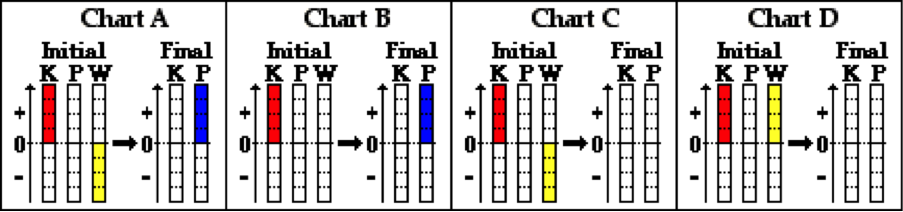 Chart A Chart B Chart C Chart D
Initial Final Initial Final Initial Final Initial Final
K P W K P K P W K P K P W K P K P W K P
+ + + + + + + +
0 0 0 0 0 0 0 0
- - - - - - - -